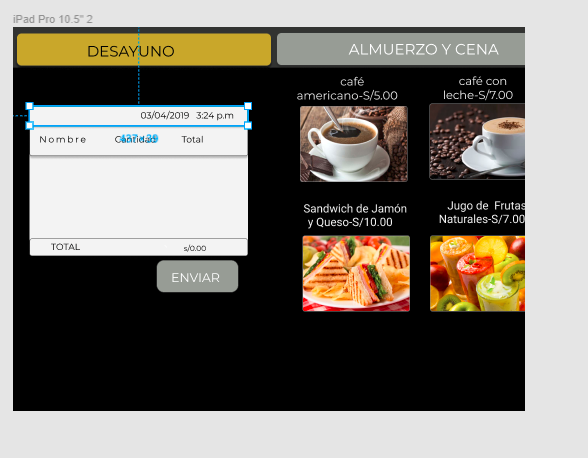 iPad Pro 10.5" 2
DESAYUNO
ALMUERZO Y CENA
café
americano-S/5.00
café con
leche-S/7.00
03/04/2019 3:24 p.m
Nombre Cantidad Total
Sandwich de Jamón
y Queso-S/10.00
Jugo de Frutas
Naturales-S/7.00
TOTAL s/0.00
ENVIAR